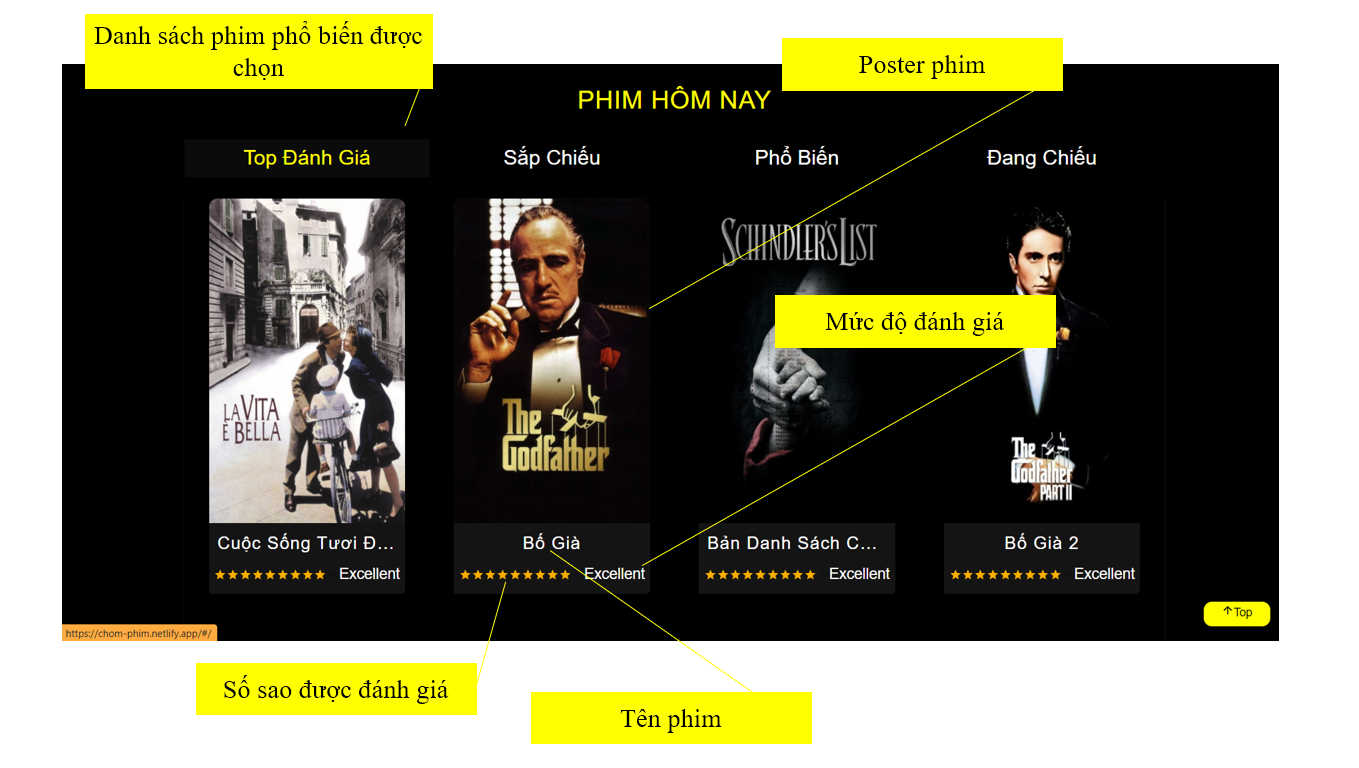 Danh sách phim phổ biến được
chọn
Poster phim
PHIM HÔM NAY
Top Đánh Giá
Sắp Chiếu
Phổ Biến
Đang Chiếu
SCHINDLER'S LIST
Mức độ đánh giá
LA VITA
È BELLA
The
Godfather
The
Godfather
PART II
Cuộc Sống Tươi Đ...
Bố Già
Bản Danh Sách C...
Bố Già 2
Excellent
Excellent
Excellent
Excellent
↑Top
https://chom-phim.netlify.app/#/
Số sao được đánh giá
Tên phim